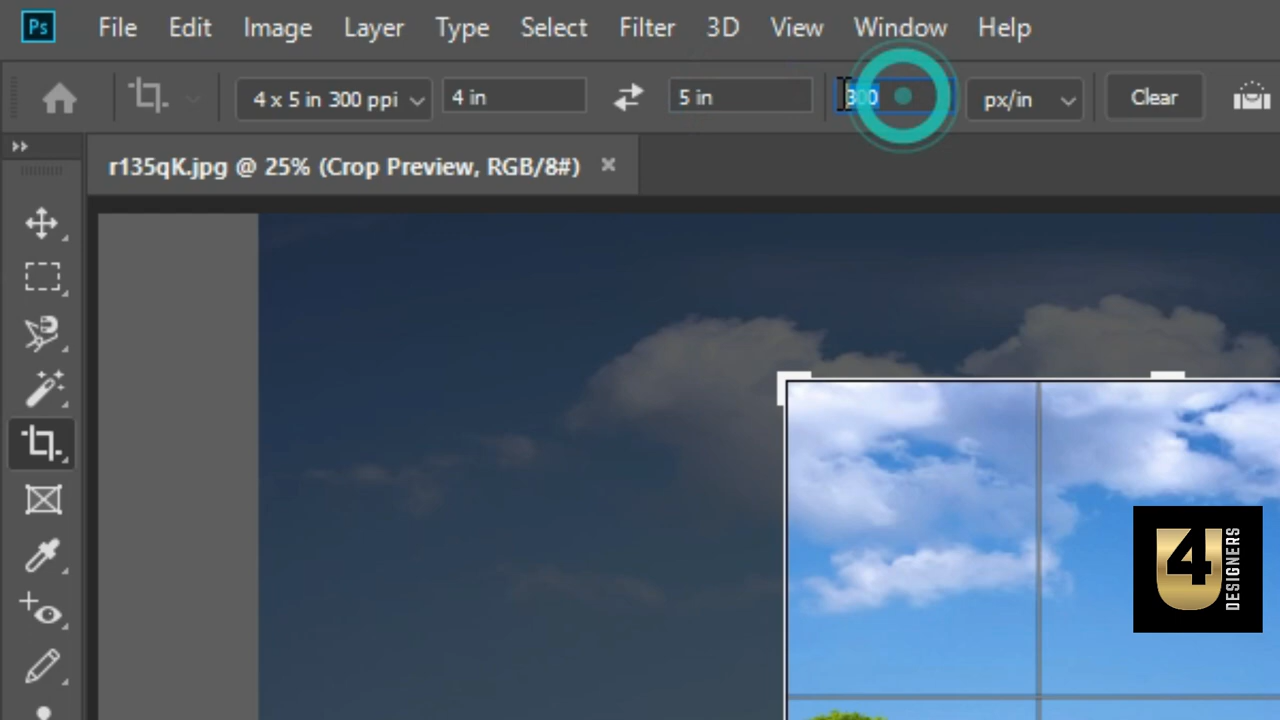 Ps File Edit Image Layer Type Select Filter 3D View Window Help
4 x 5 in 300 ppi 4 in 5 in 300 px/in Clear
r135qK.jpg @ 25% (Crop Preview, RGB/8#) ×
U4 DESIGNERS